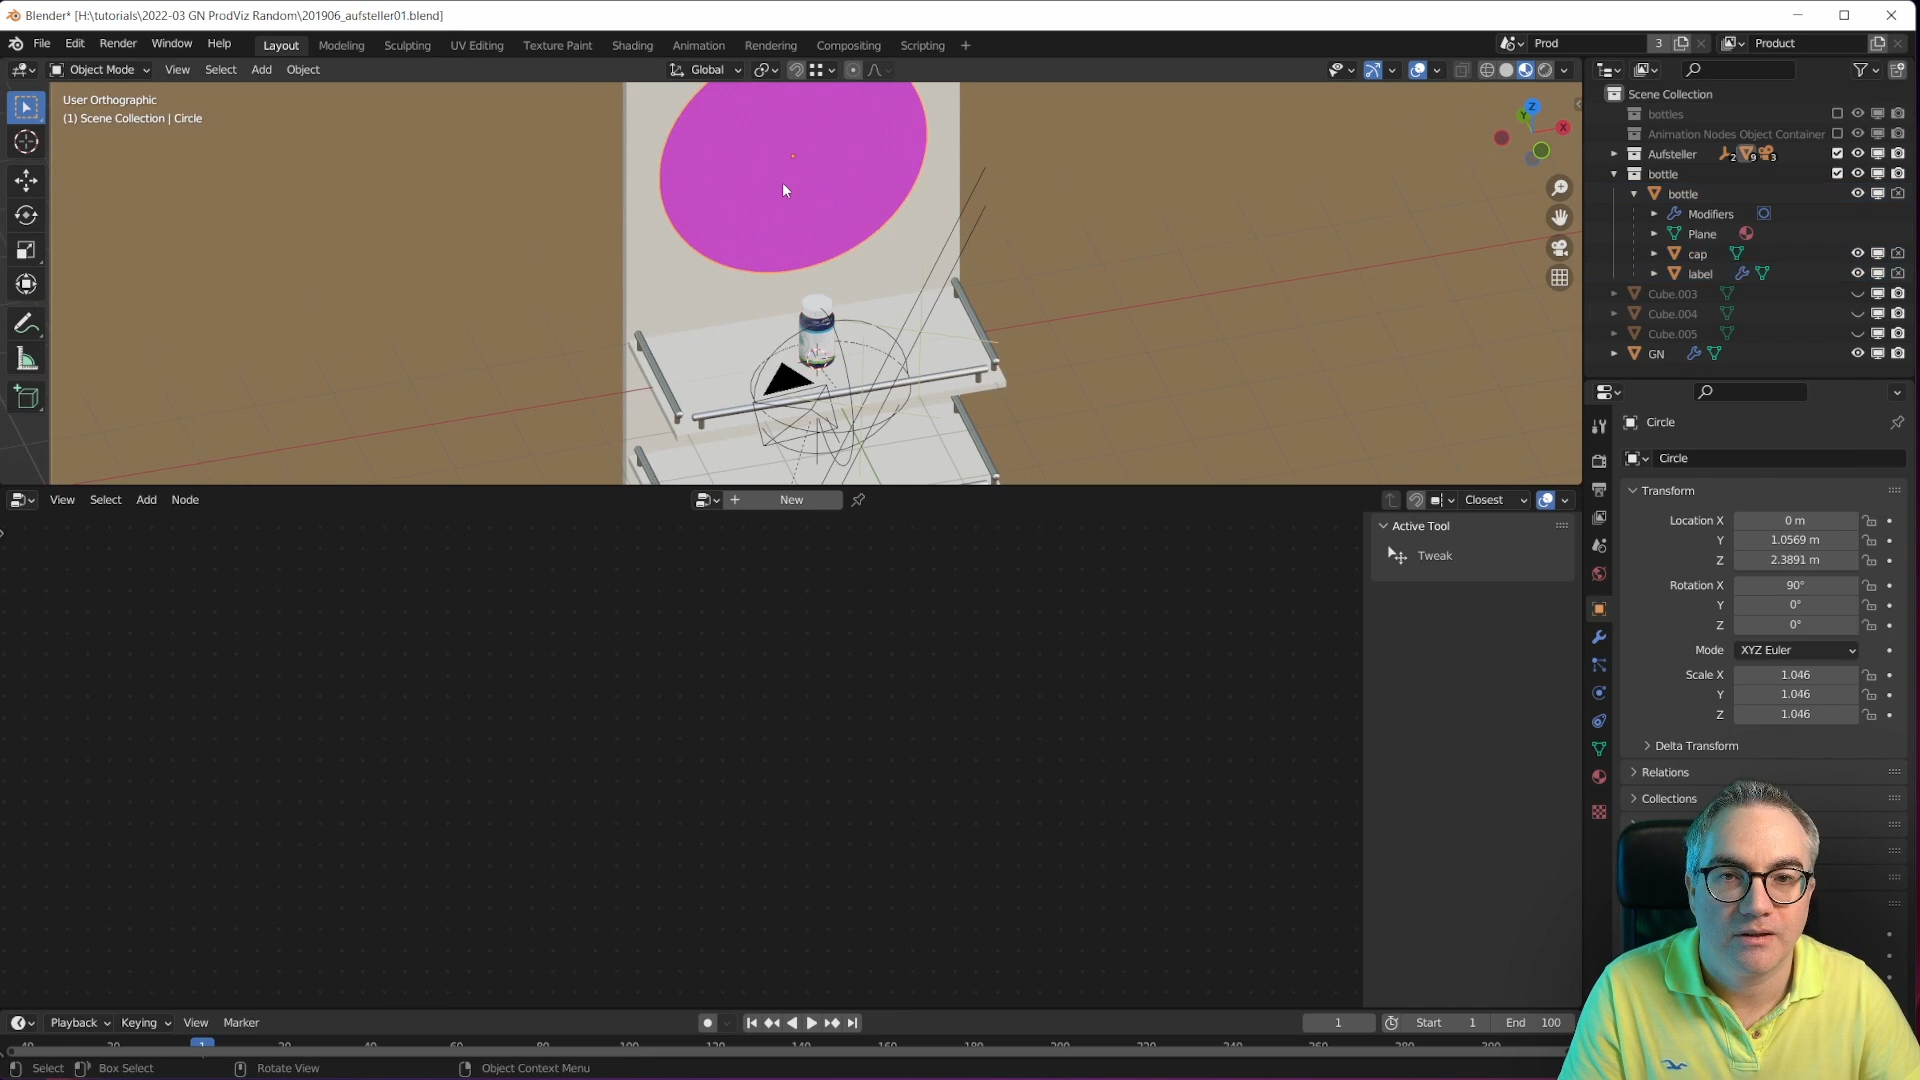 Blender* [H:\tutorials\2022-03 GN ProdViz Random\201906_aufsteller01.blend]
File Edit Render Window Help Layout Modeling Sculpting UV Editing Texture Paint Shading Animation Rendering Compositing Scripting + Prod 3 Product
Object Mode View Select Add Object Global
User Orthographic
(1) Scene Collection | Circle
Z
Y
X
Scene Collection
bottles
Animation Nodes Object Container
Aufsteller 2 9 3
bottle
bottle
Modifiers
Plane
cap
label
Cube.003
Cube.004
Cube.005
GN
Circle
Circle
Transform
Location X 0 m
Y 1.0569 m
Z 2.3891 m
Rotation X 90°
Y 0°
Z 0°
Mode XYZ Euler
Scale X 1.046
Y 1.046
Z 1.046
Delta Transform
Relations
Collections
View Select Add Node + New Closest
Active Tool
Tweak
Playback Keying View Marker 1 Start 1 End 100
1
Select Box Select Rotate View Object Context Menu